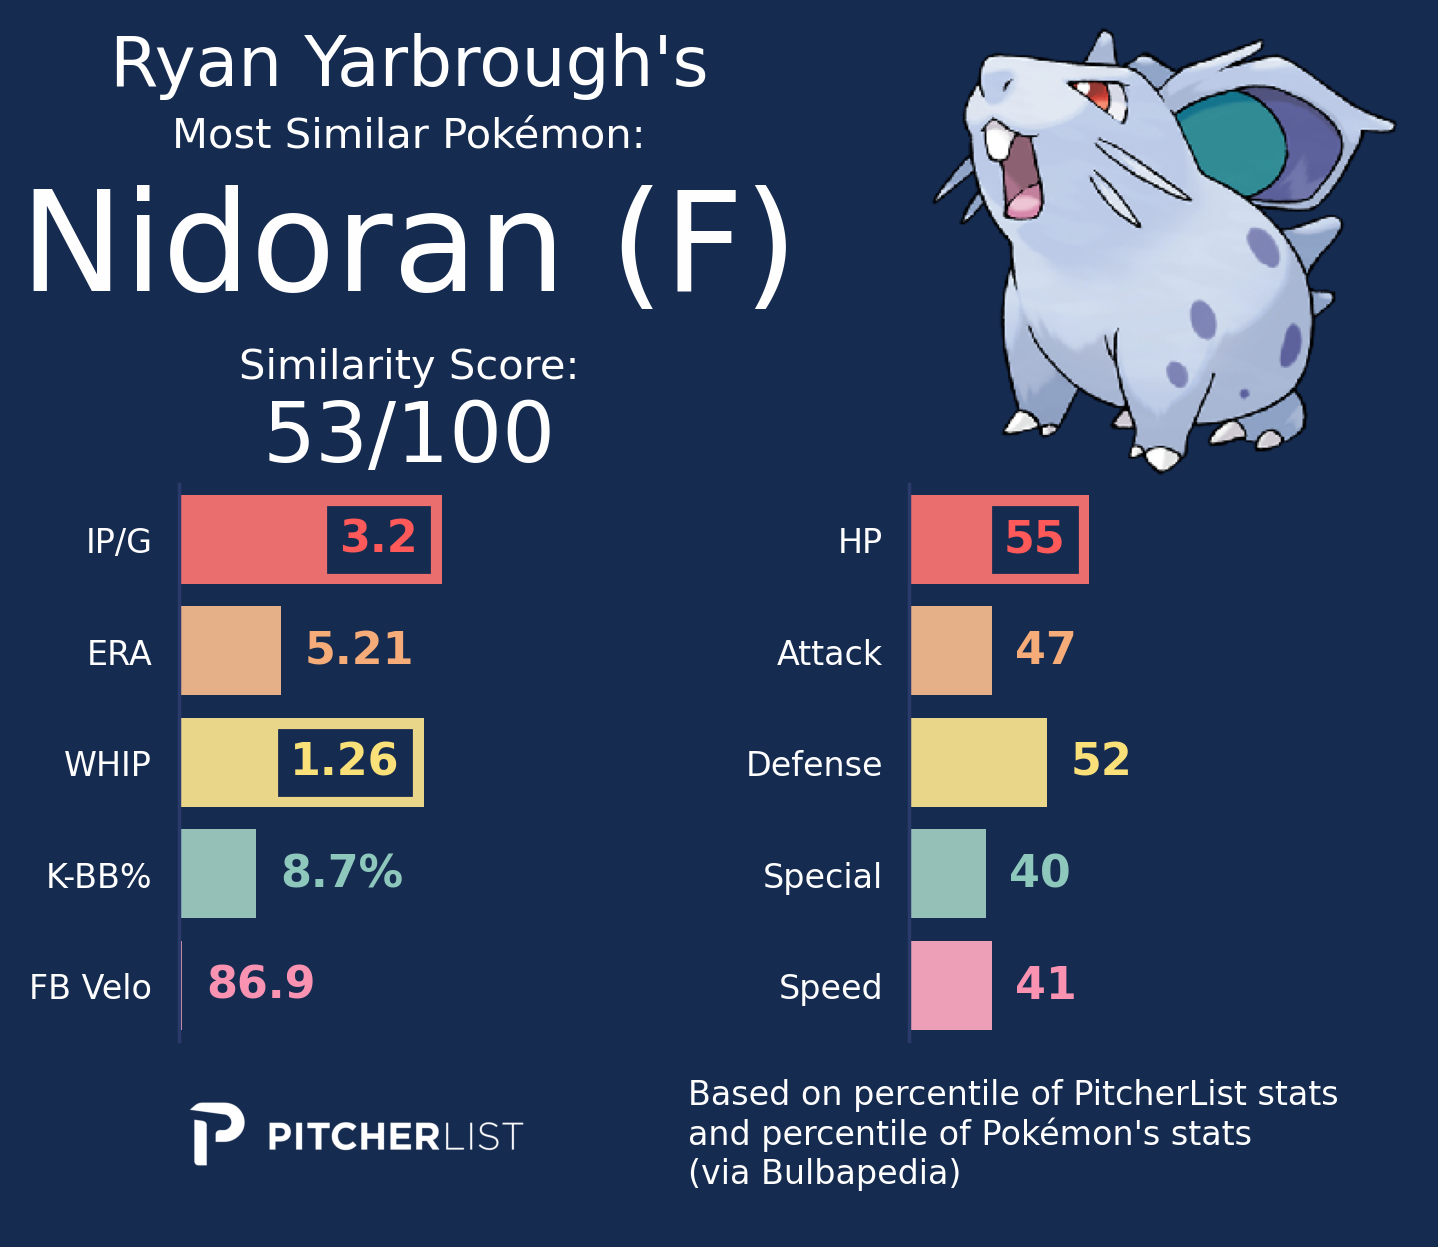 Ryan Yarbrough's
Most Similar Pokémon:
Nidoran (F)
Similarity Score:
53/100
IP/G 3.2
ERA 5.21
WHIP 1.26
K-BB% 8.7%
FB Velo 86.9
HP 55
Attack 47
Defense 52
Special 40
Speed 41
PITCHERLIST
Based on percentile of PitcherList stats
and percentile of Pokémon's stats
(via Bulbapedia)